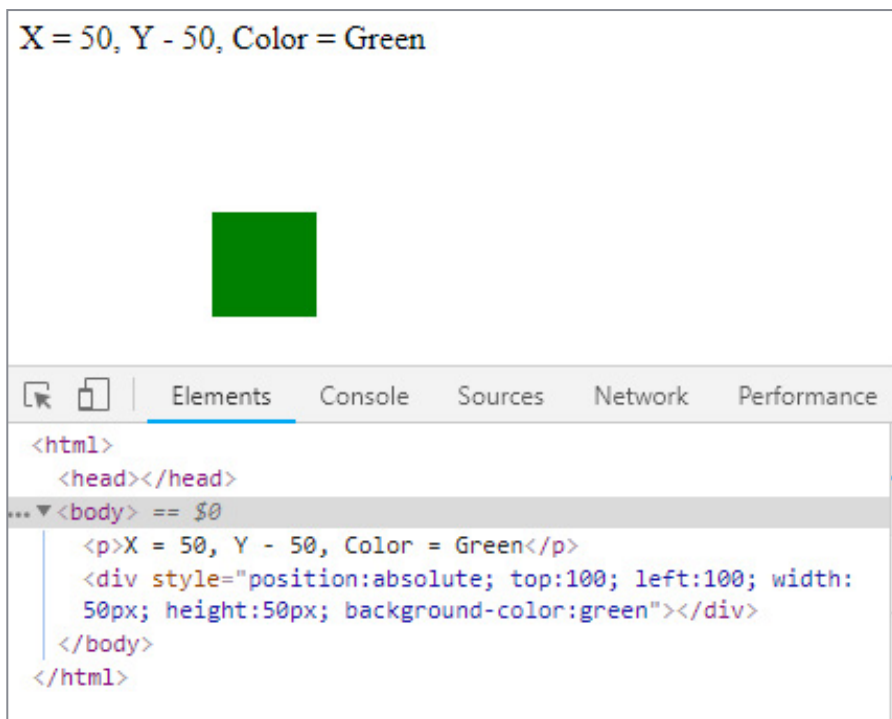 X = 50, Y - 50, Color = Green
Elements Console Sources Network Performance
<html>
<head></head>
... ▼ <body> == $0
<p>X = 50, Y - 50, Color = Green</p>
<div style="position:absolute; top:100; left:100; width:
50px; height:50px; background-color:green"></div>
</body>
</html>